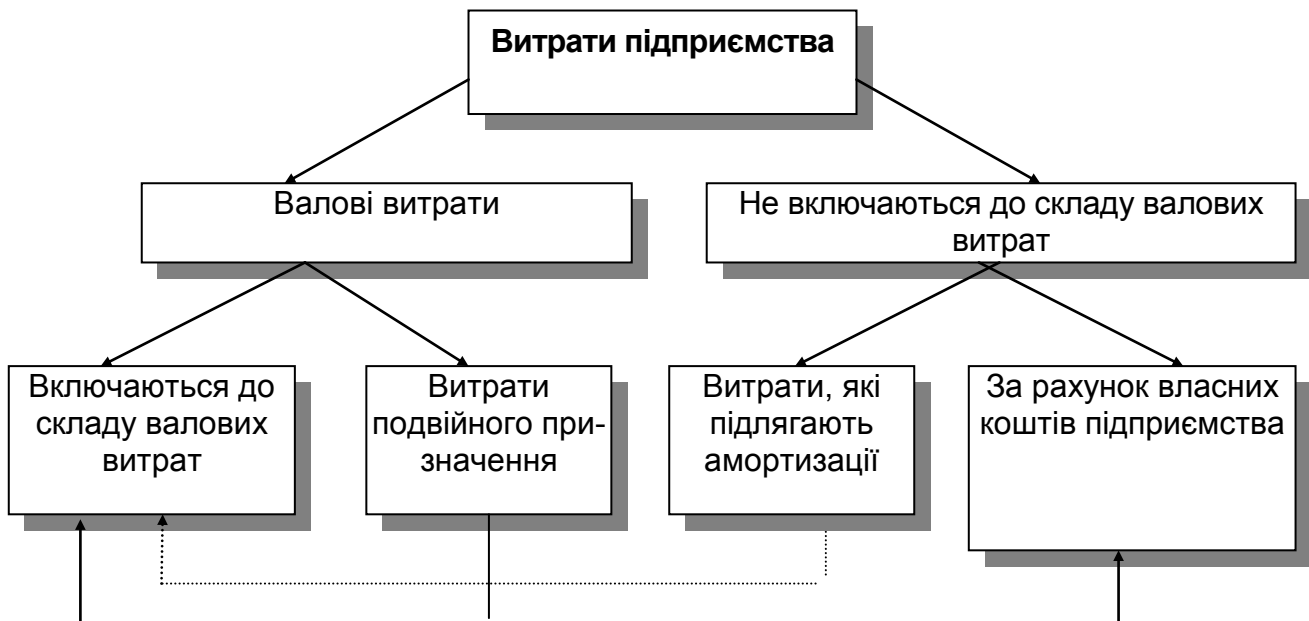 Витрати підприємства
Валові витрати
Не включаються до складу валових
витрат
Включаються до
складу валових
витрат
Витрати
подвійного при-
значення
Витрати, які
підлягають
амортизації
За рахунок власних
коштів підприємства